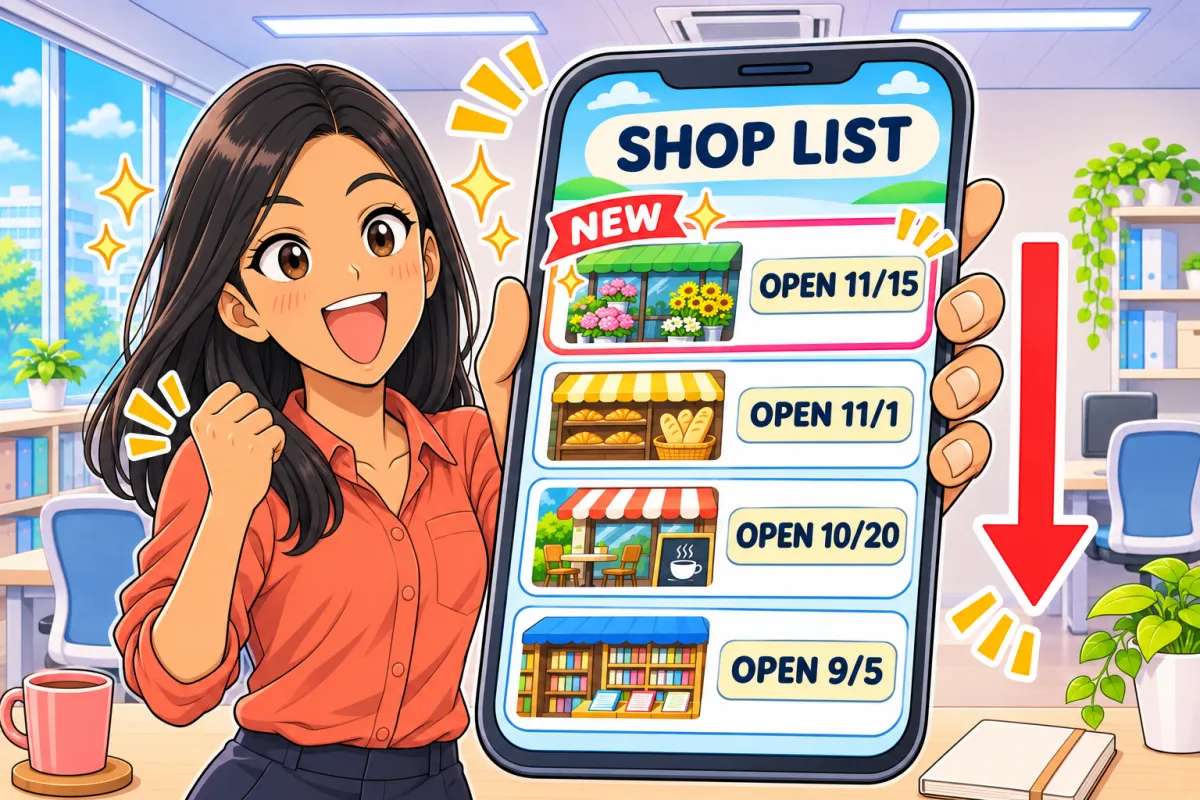 SHOP LIST
NEW
OPEN 11/15
OPEN 11/1
OPEN 10/20
OPEN 9/5